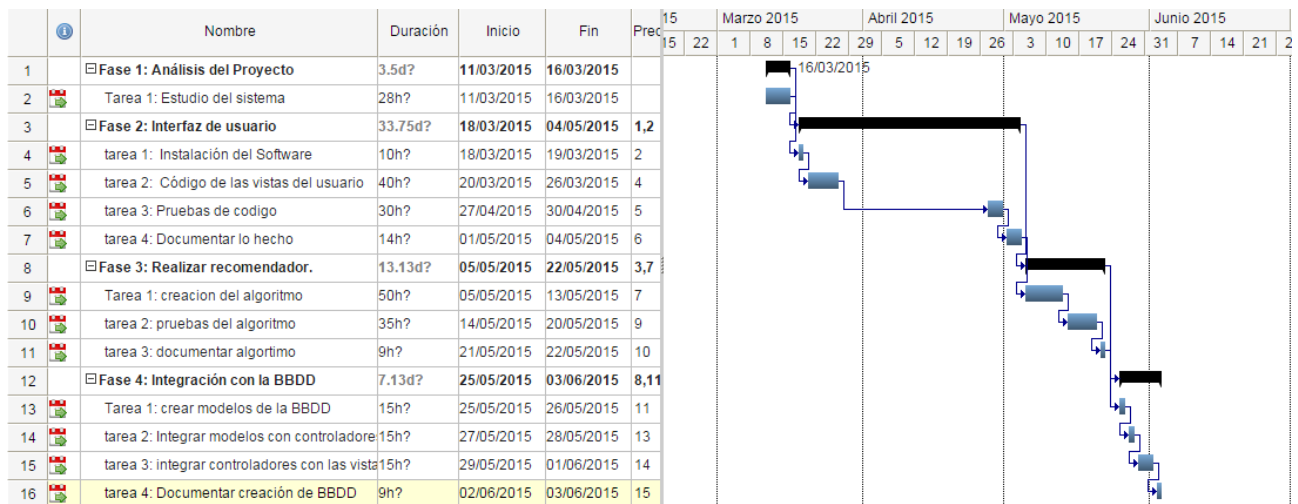 Nombre Duración Inicio Fin Prec 15 Marzo 2015 Abril 2015 Mayo 2015 Junio 2015
15 22 1 8 15 22 29 5 12 19 26 3 10 17 24 31 7 14 21 2
1 Fase 1: Análisis del Proyecto 3.5d? 11/03/2015 16/03/2015 16/03/2015
2 Tarea 1: Estudio del sistema 28h? 11/03/2015 16/03/2015
3 Fase 2: Interfaz de usuario 33.75d? 18/03/2015 04/05/2015 1,2
4 tarea 1: Instalación del Software 10h? 18/03/2015 19/03/2015 2
5 tarea 2: Código de las vistas del usuario 40h? 20/03/2015 26/03/2015 4
6 tarea 3: Pruebas de codigo 30h? 27/04/2015 30/04/2015 5
7 tarea 4: Documentar lo hecho 14h? 01/05/2015 04/05/2015 6
8 Fase 3: Realizar recomendador. 13.13d? 05/05/2015 22/05/2015 3,7
9 Tarea 1: creacion del algoritmo 50h? 05/05/2015 13/05/2015 7
10 tarea 2: pruebas del algoritmo 35h? 14/05/2015 20/05/2015 9
11 tarea 3: documentar algortimo 9h? 21/05/2015 22/05/2015 10
12 Fase 4: Integración con la BBDD 7.13d? 25/05/2015 03/06/2015 8,11
13 Tarea 1: crear modelos de la BBDD 15h? 25/05/2015 26/05/2015 11
14 tarea 2: Integrar modelos con controladore 15h? 27/05/2015 28/05/2015 13
15 tarea 3: integrar controladores con las vista 15h? 29/05/2015 01/06/2015 14
16 tarea 4: Documentar creación de BBDD 9h? 02/06/2015 03/06/2015 15